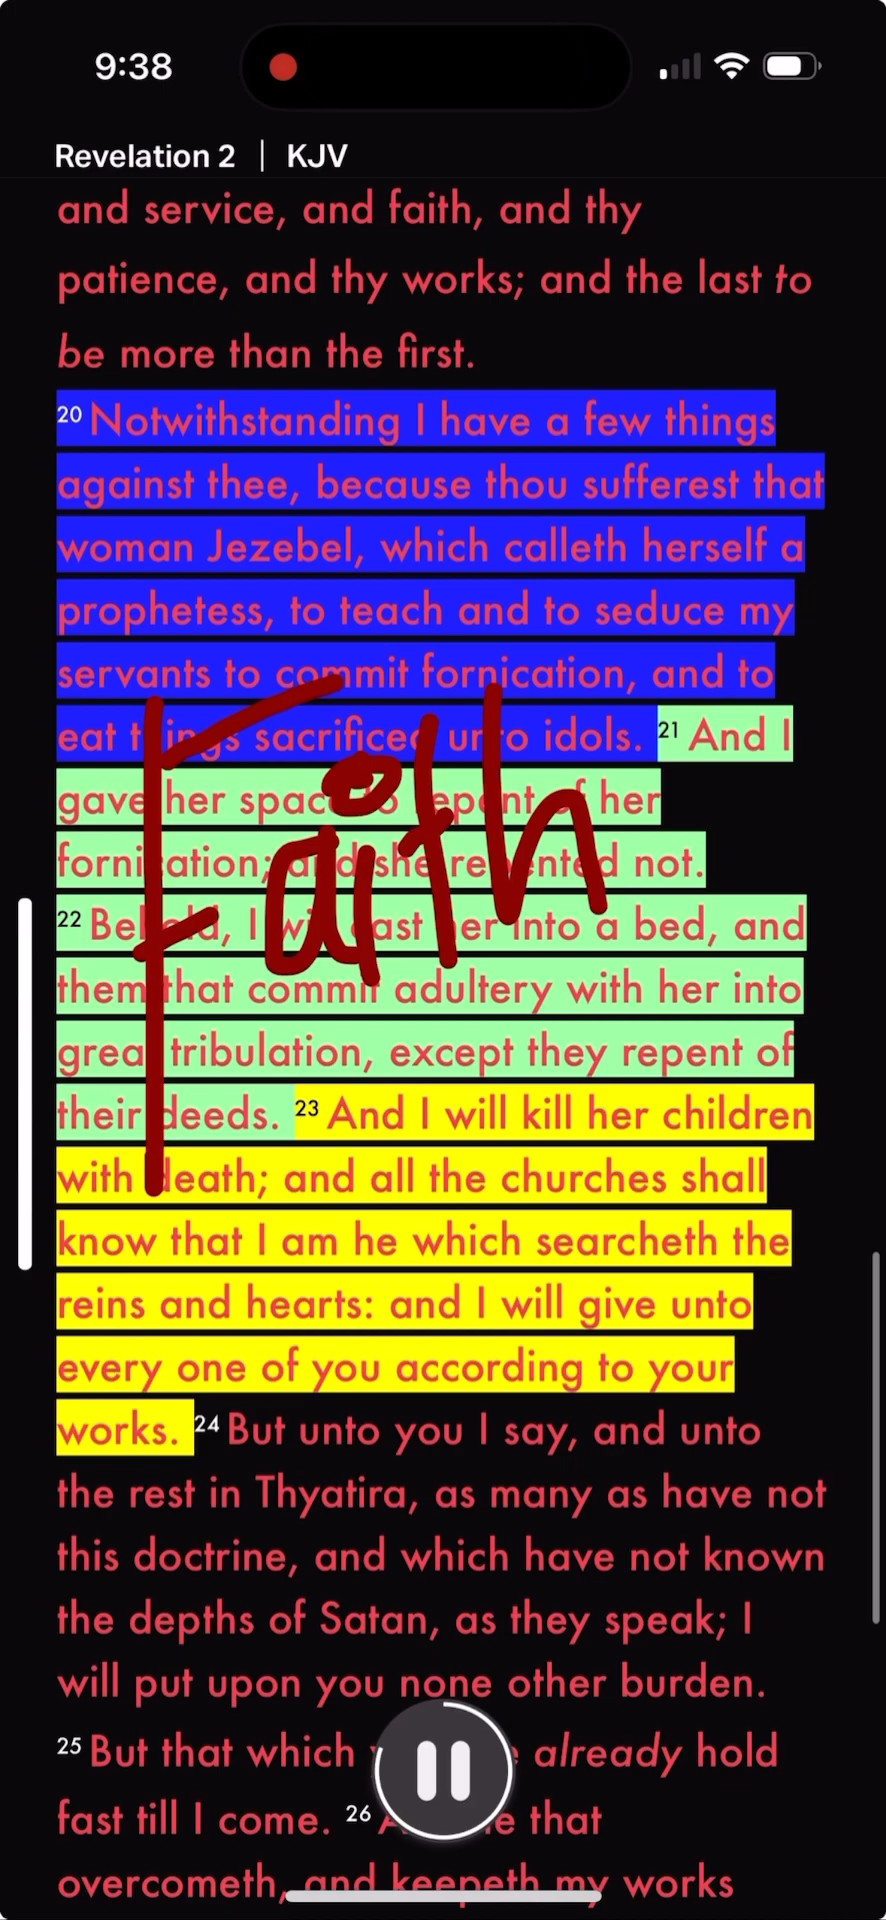 9:38
Revelation 2 | KJV
and service, and faith, and thy
patience, and thy works; and the last to
be more than the first.
20 Notwithstanding I have a few things
against thee, because thou sufferest that
woman Jezebel, which calleth herself a
prophetess, to teach and to seduce my
servants to commit fornication, and to
eat things sacrificed unto idols. 21 And I
gave her space to repent of her
fornication; and she repented not.
22 Behold, I will cast her into a bed, and
them that commit adultery with her into
great tribulation, except they repent of
their deeds. 23 And I will kill her children
with death; and all the churches shall
know that I am he which searcheth the
reins and hearts: and I will give unto
every one of you according to your
works. 24 But unto you I say, and unto
the rest in Thyatira, as many as have not
this doctrine, and which have not known
the depths of Satan, as they speak; I
will put upon you none other burden.
25 But that which already hold
fast till I come. 26 that
overcometh, and keepeth my works
Faith